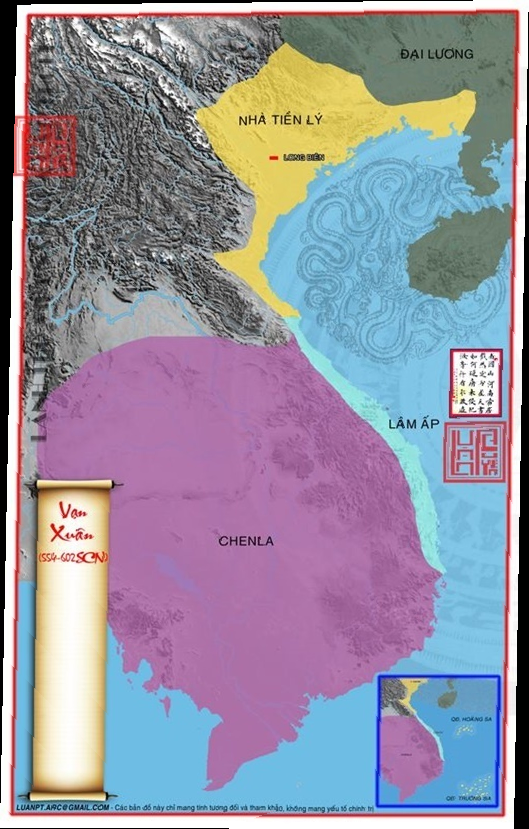 ĐẠI LƯƠNG
NHÀ TIỀN LÝ
LONG BIÊN
LÂM ẤP
CHENLA
Vạn
Xuân
(554-602SCN)
QĐ. HOÀNG SA
QĐ. TRƯỜNG SA
LUANPT.ARC@GMAIL.COM - Các bản đồ này chỉ mang tính tương đối và tham khảo, không mang yếu tố chính trị